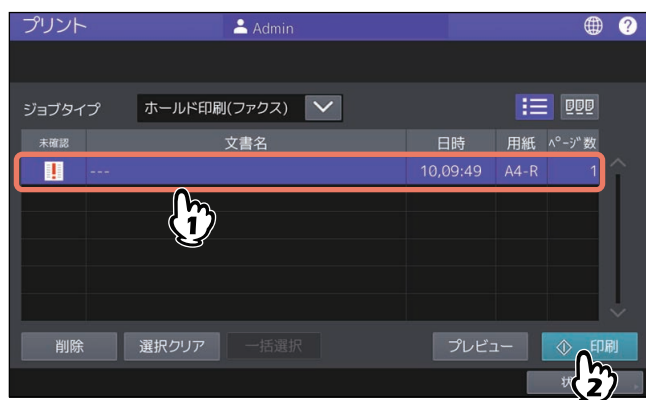 プリント Admin ?
ジョブタイプ ホールド印刷(ファクス)
未確認 文書名 日時 用紙 ページ数
! --- 10,09:49 A4-R 1
1
削除 選択クリア 一括選択 プレビュー 印刷
2